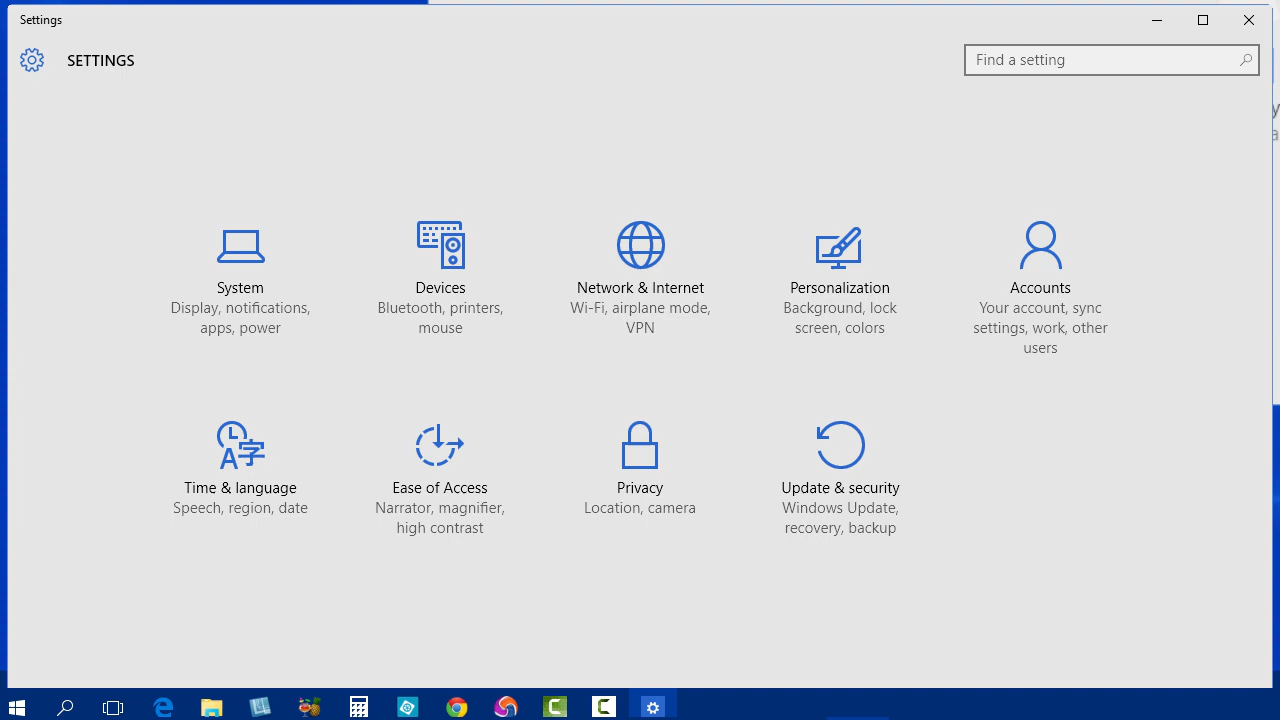 Settings
SETTINGS
Find a setting
System
Display, notifications,
apps, power
Devices
Bluetooth, printers,
mouse
Network & Internet
Wi-Fi, airplane mode,
VPN
Personalization
Background, lock
screen, colors
Accounts
Your account, sync
settings, work, other
users
Time & language
Speech, region, date
Ease of Access
Narrator, magnifier,
high contrast
Privacy
Location, camera
Update & security
Windows Update,
recovery, backup